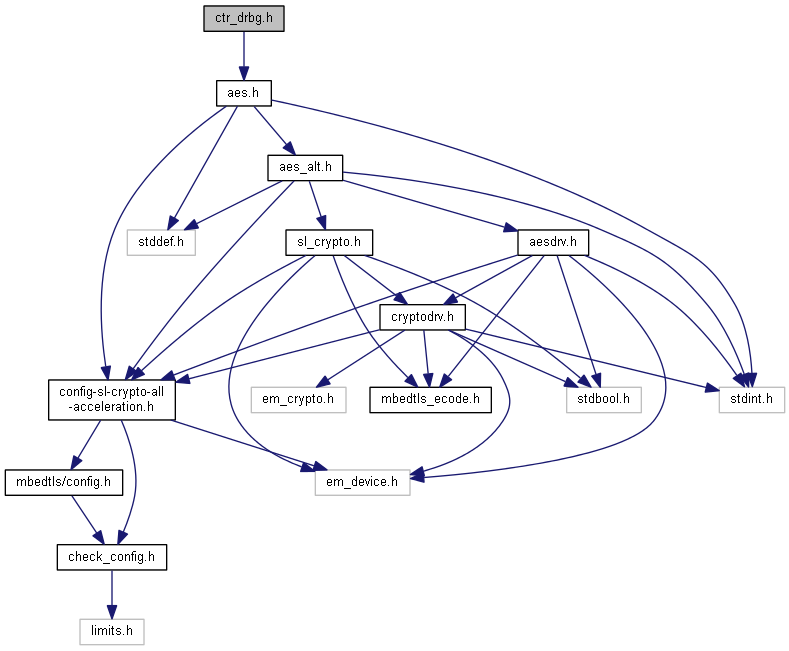 ctr_drbg.h
aes.h
aes_alt.h
stddef.h
sl_crypto.h
aesdrv.h
cryptodrv.h
config-sl-crypto-all
-acceleration.h
em_crypto.h
mbedtls_ecode.h
stdbool.h
stdint.h
mbedtls/config.h
em_device.h
check_config.h
limits.h